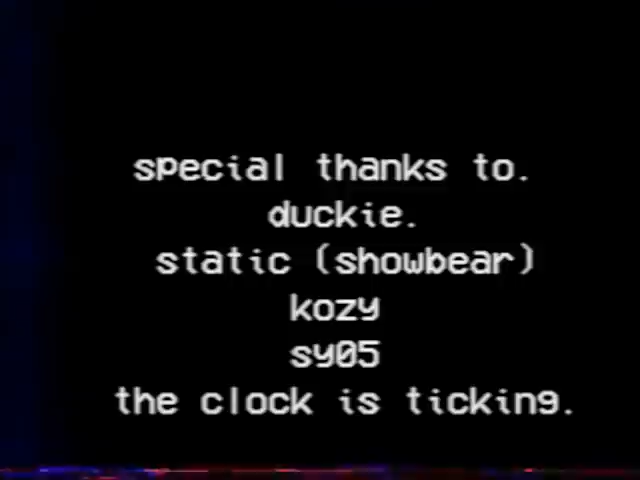 special thanks to.
duckie.
static (showbear)
kozy
sy05
the clock is ticking.